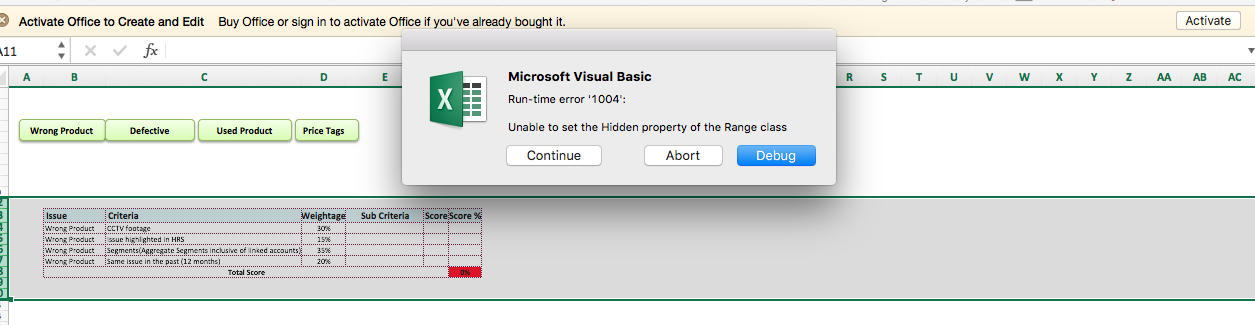 Activate Office to Create and Edit Buy Office or sign in to activate Office if you've already bought it. Activate
A11 fx
Microsoft Visual Basic
Run-time error '1004':
Unable to set the Hidden property of the Range class
Continue Abort Debug
A B C D E R S T U V W X Y Z AA AB AC
Wrong Product Defective Used Product Price Tags
Issue Criteria Weightage Sub Criteria Score Score %
Wrong Product CCTV footage 30%
Wrong Product Issue highlighted in HRS 15%
Wrong Product Segments(Aggregate Segments inclusive of linked accounts) 35%
Wrong Product Same issue in the past (12 months) 20%
Total Score 0%